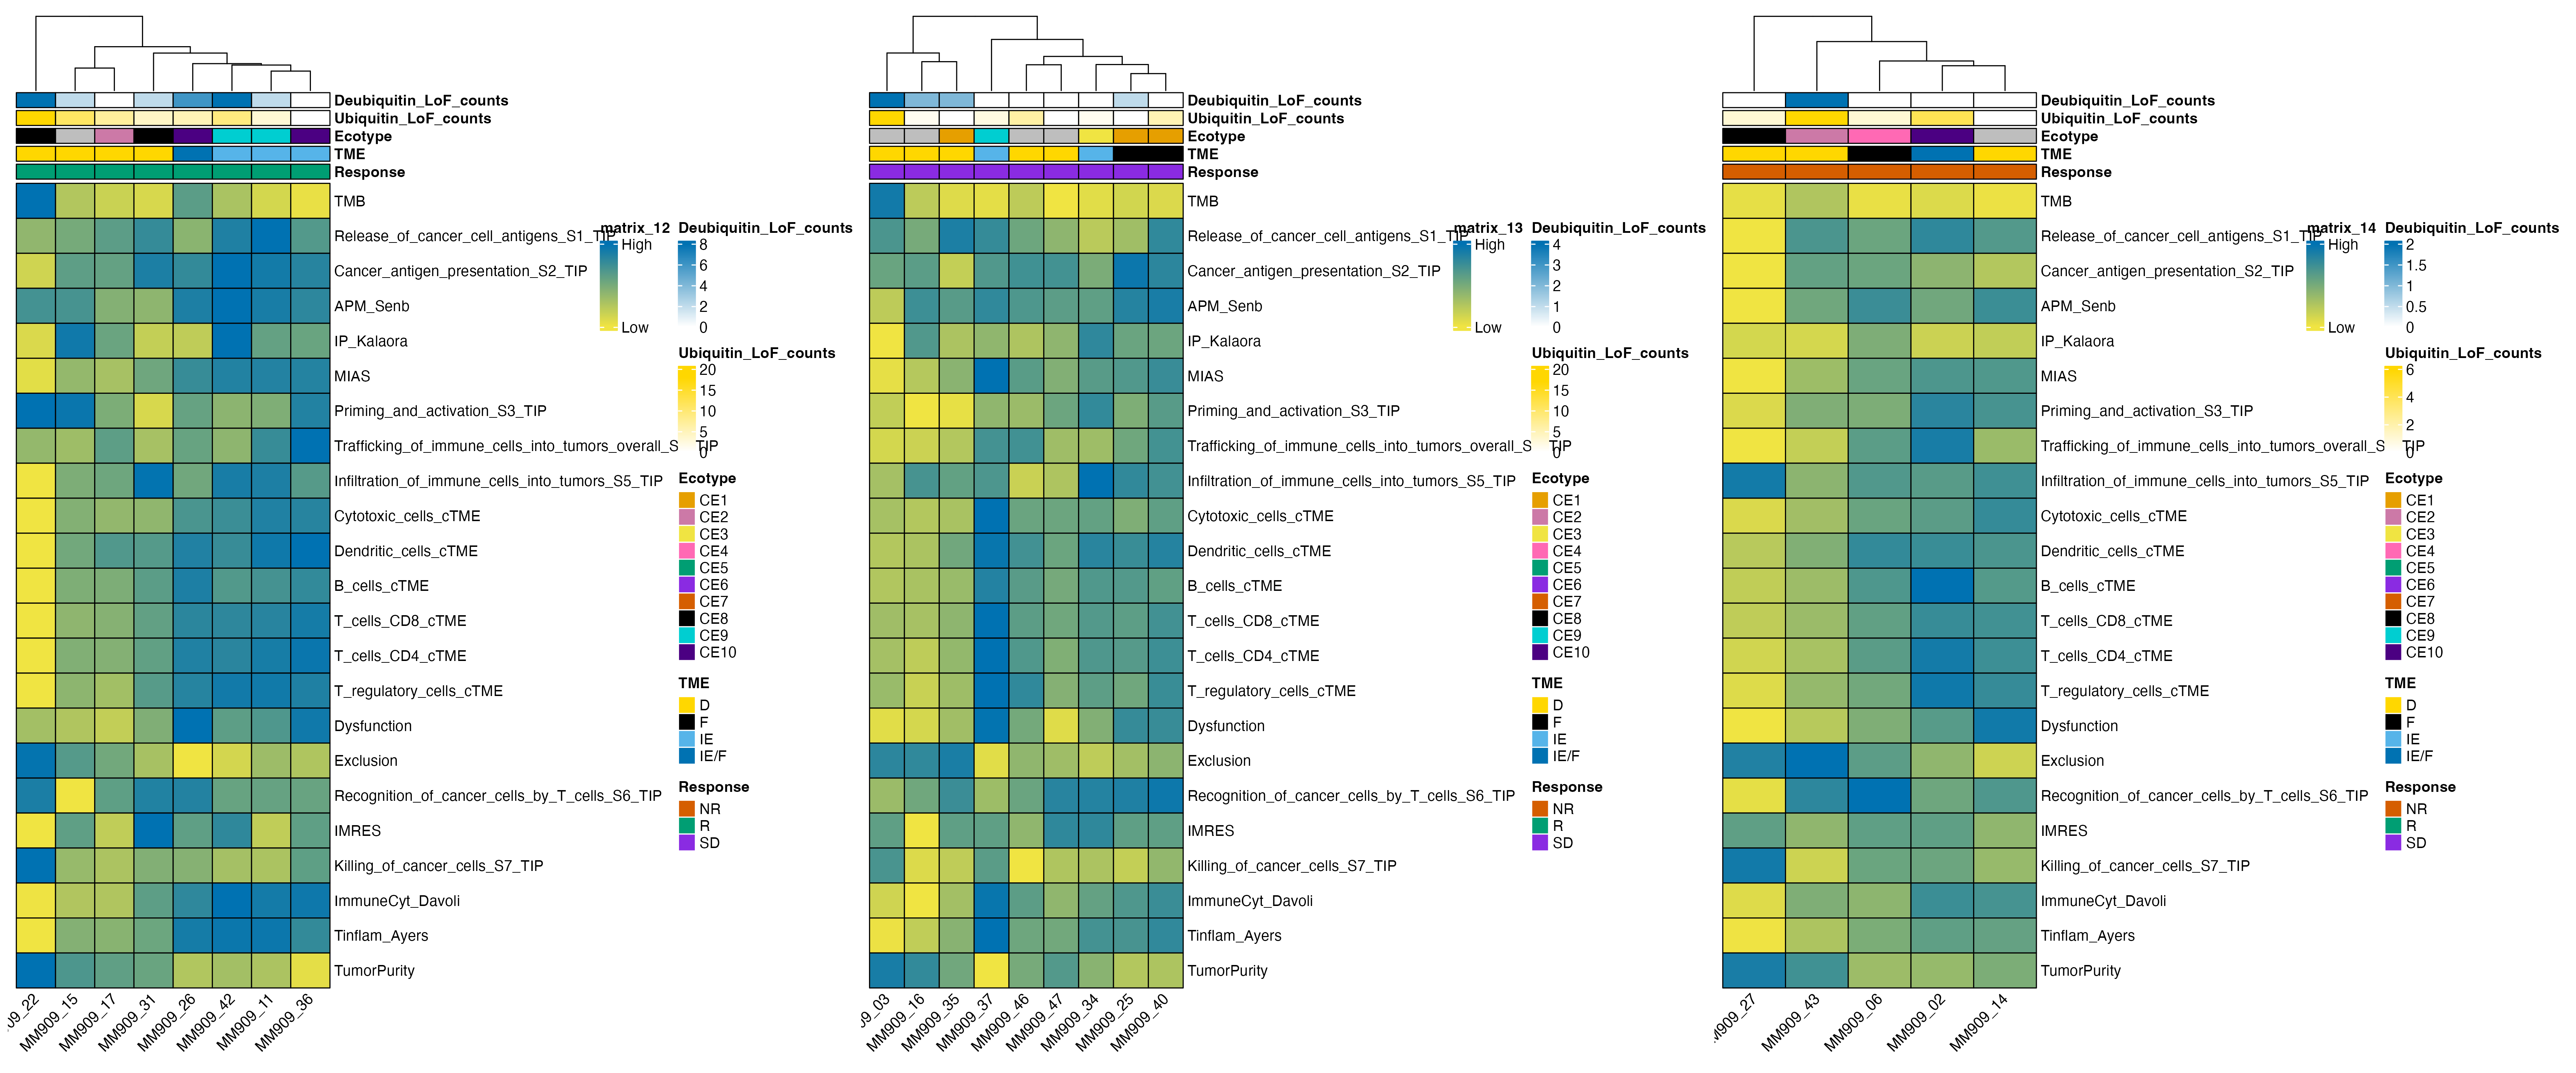 Deubiquitin_LoF_counts
Ubiquitin_LoF_counts
Ecotype
TME
Response
TMB
Release_of_cancer_cell_antigens_S1_TIP
Cancer_antigen_presentation_S2_TIP
APM_Senb
IP_Kalaora
MIAS
Priming_and_activation_S3_TIP
Trafficking_of_immune_cells_into_tumors_overall_S TIP
Infiltration_of_immune_cells_into_tumors_S5_TIP
Cytotoxic_cells_cTME
Dendritic_cells_cTME
B_cells_cTME
T_cells_CD8_cTME
T_cells_CD4_cTME
T_regulatory_cells_cTME
Dysfunction
Exclusion
Recognition_of_cancer_cells_by_T_cells_S6_TIP
IMRES
Killing_of_cancer_cells_S7_TIP
ImmuneCyt_Davoli
Tinflam_Ayers
TumorPurity
09_22
MM909_15
MM909_17
MM909_31
MM909_26
MM909_42
MM909_11
MM909_36
matrix_12
High
Low
Deubiquitin_LoF_counts
8
6
4
2
0
Ubiquitin_LoF_counts
20
15
10
5
0
Ecotype
CE1
CE2
CE3
CE4
CE5
CE6
CE7
CE8
CE9
CE10
TME
D
F
IE
IE/F
Response
NR
R
SD
Deubiquitin_LoF_counts
Ubiquitin_LoF_counts
Ecotype
TME
Response
TMB
Release_of_cancer_cell_antigens_S1_TIP
Cancer_antigen_presentation_S2_TIP
APM_Senb
IP_Kalaora
MIAS
Priming_and_activation_S3_TIP
Trafficking_of_immune_cells_into_tumors_overall_S TIP
Infiltration_of_immune_cells_into_tumors_S5_TIP
Cytotoxic_cells_cTME
Dendritic_cells_cTME
B_cells_cTME
T_cells_CD8_cTME
T_cells_CD4_cTME
T_regulatory_cells_cTME
Dysfunction
Exclusion
Recognition_of_cancer_cells_by_T_cells_S6_TIP
IMRES
Killing_of_cancer_cells_S7_TIP
ImmuneCyt_Davoli
Tinflam_Ayers
TumorPurity
09_03
MM909_16
MM909_35
MM909_37
MM909_46
MM909_47
MM909_34
MM909_25
MM909_40
matrix_13
High
Low
Deubiquitin_LoF_counts
4
3
2
1
0
Ubiquitin_LoF_counts
20
15
10
5
0
Ecotype
CE1
CE2
CE3
CE4
CE5
CE6
CE7
CE8
CE9
CE10
TME
D
F
IE
IE/F
Response
NR
R
SD
Deubiquitin_LoF_counts
Ubiquitin_LoF_counts
Ecotype
TME
Response
TMB
Release_of_cancer_cell_antigens_S1_TIP
Cancer_antigen_presentation_S2_TIP
APM_Senb
IP_Kalaora
MIAS
Priming_and_activation_S3_TIP
Trafficking_of_immune_cells_into_tumors_overall_S TIP
Infiltration_of_immune_cells_into_tumors_S5_TIP
Cytotoxic_cells_cTME
Dendritic_cells_cTME
B_cells_cTME
T_cells_CD8_cTME
T_cells_CD4_cTME
T_regulatory_cells_cTME
Dysfunction
Exclusion
Recognition_of_cancer_cells_by_T_cells_S6_TIP
IMRES
Killing_of_cancer_cells_S7_TIP
ImmuneCyt_Davoli
Tinflam_Ayers
TumorPurity
M909_27
MM909_43
MM909_06
MM909_02
MM909_14
matrix_14
High
Low
Deubiquitin_LoF_counts
2
1.5
1
0.5
0
Ubiquitin_LoF_counts
6
4
2
0
Ecotype
CE1
CE2
CE3
CE4
CE5
CE6
CE7
CE8
CE9
CE10
TME
D
F
IE
IE/F
Response
NR
R
SD